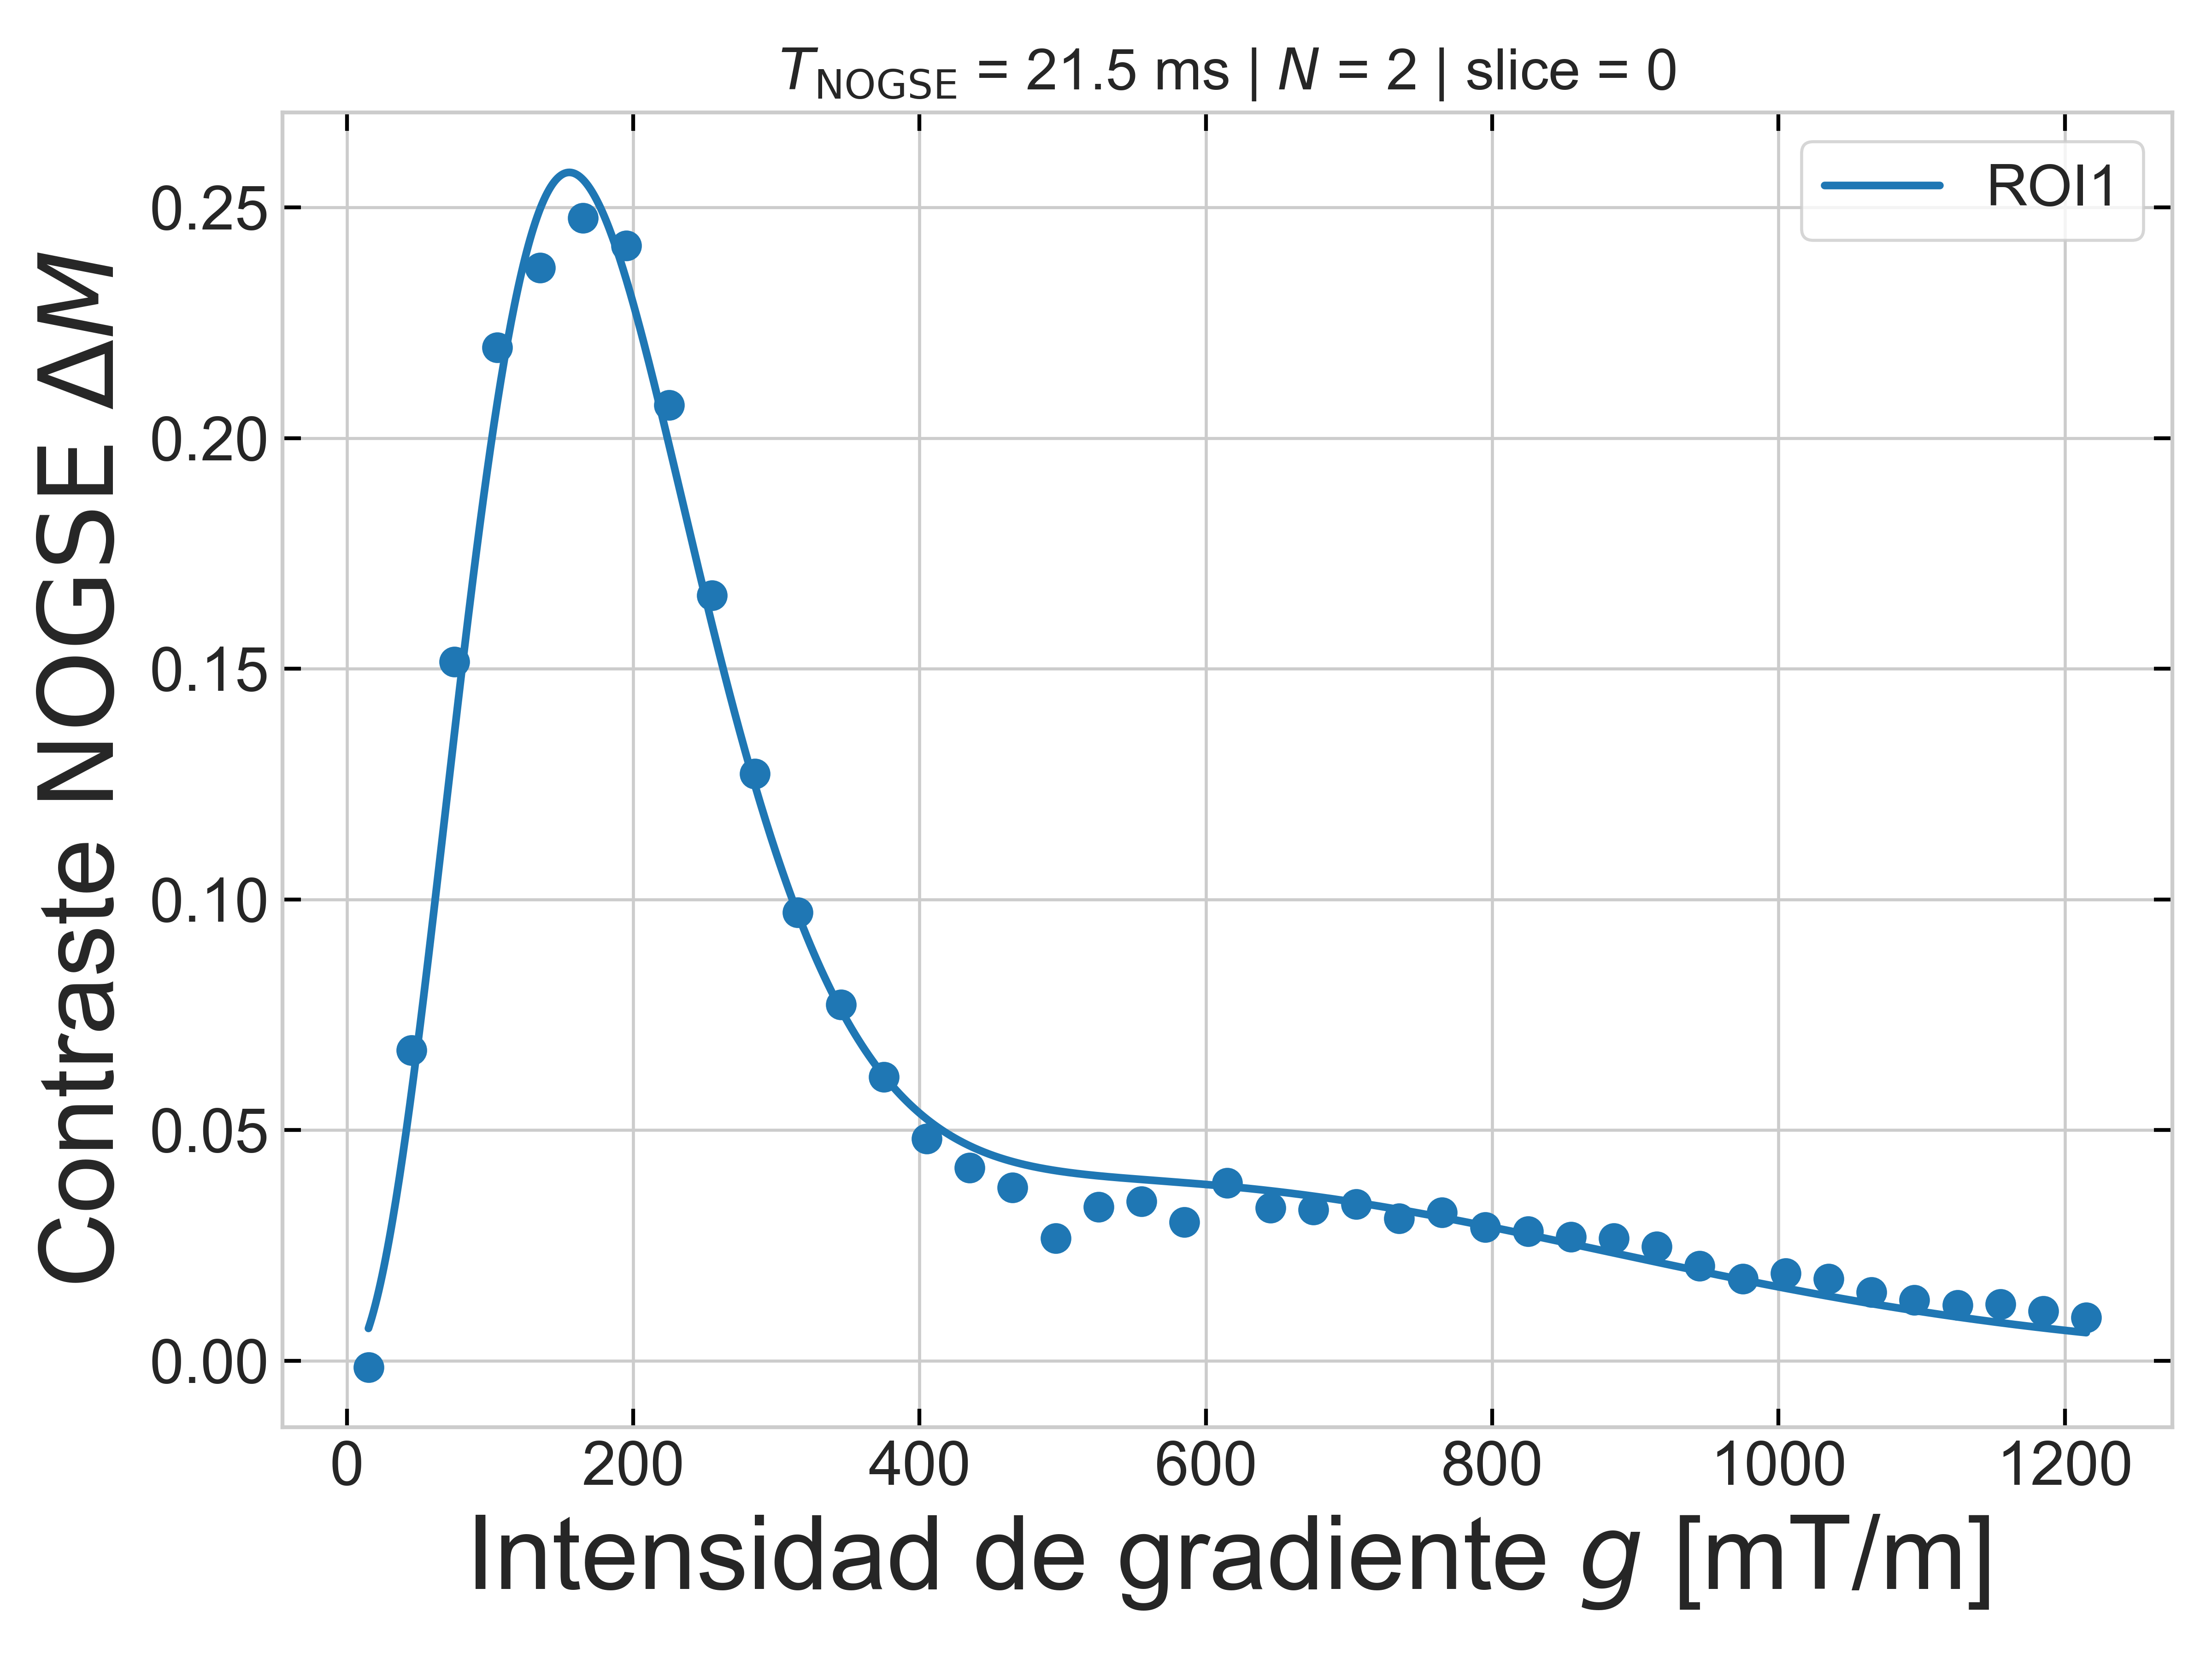 T_NOGSE = 21.5 ms | N = 2 | slice = 0
ROI1
Contraste NOGSE ΔM
0.25
0.20
0.15
0.10
0.05
0.00
0 200 400 600 800 1000 1200
Intensidad de gradiente g [mT/m]